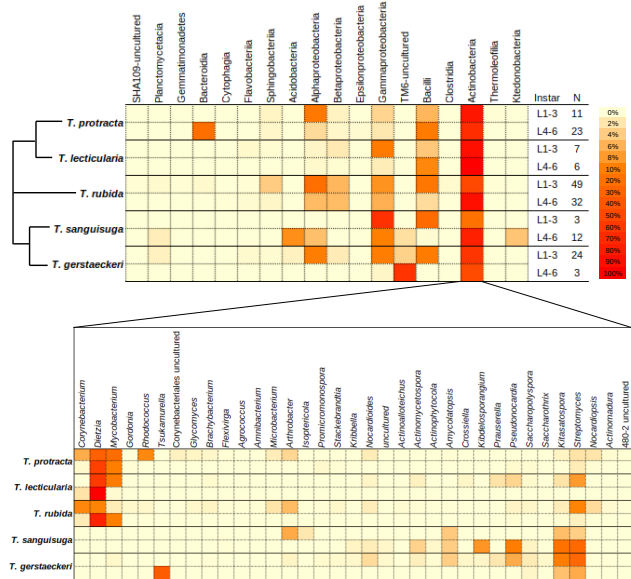 SHA109-uncultured
Planctomycetacia
Gemmatimonadetes
Bacteroidia
Cytophagia
Flavobacteria
Sphingobacteriia
Acidobacteria
Alphaproteobacteria
Betaproteobacteria
Epsilonproteobacteria
Gammaproteobacteria
TM6-uncultured
Bacilli
Clostridia
Actinobacteria
Thermoleofilia
Ktedonobacteria
Instar N
T. protracta L1-3 11
L4-6 23
T. lecticularia L1-3 7
L4-6 6
T. rubida L1-3 49
L4-6 32
T. sanguisuga L1-3 3
L4-6 12
T. gerstaeckeri L1-3 24
L4-6 3
0%
2%
4%
6%
8%
10%
20%
30%
40%
50%
60%
70%
80%
90%
100%
Corynebacterium
Dietzia
Mycobacterium
Gordonia
Rhodococcus
Tsukamurella
Corynebacteriales uncultured
Glycomyces
Brachybacterium
Flexivirga
Agrococcus
Amnibacterium
Microbacterium
Arthrobacter
Isoptericola
Promicromonospora
Stackebrandtia
Kribbella
Nocardioides
uncultured
Actinoalloteichus
Actinomycetospora
Actinophytocola
Amycolatopsis
Crossiella
Kibdelosporangium
Prauserella
Pseudonocardia
Saccharopolyspora
Saccharothrix
Kitasatospora
Streptomyces
Nocardiopsis
Actinomadura
480-2 uncultured
T. protracta
T. lecticularia
T. rubida
T. sanguisuga
T. gerstaeckeri